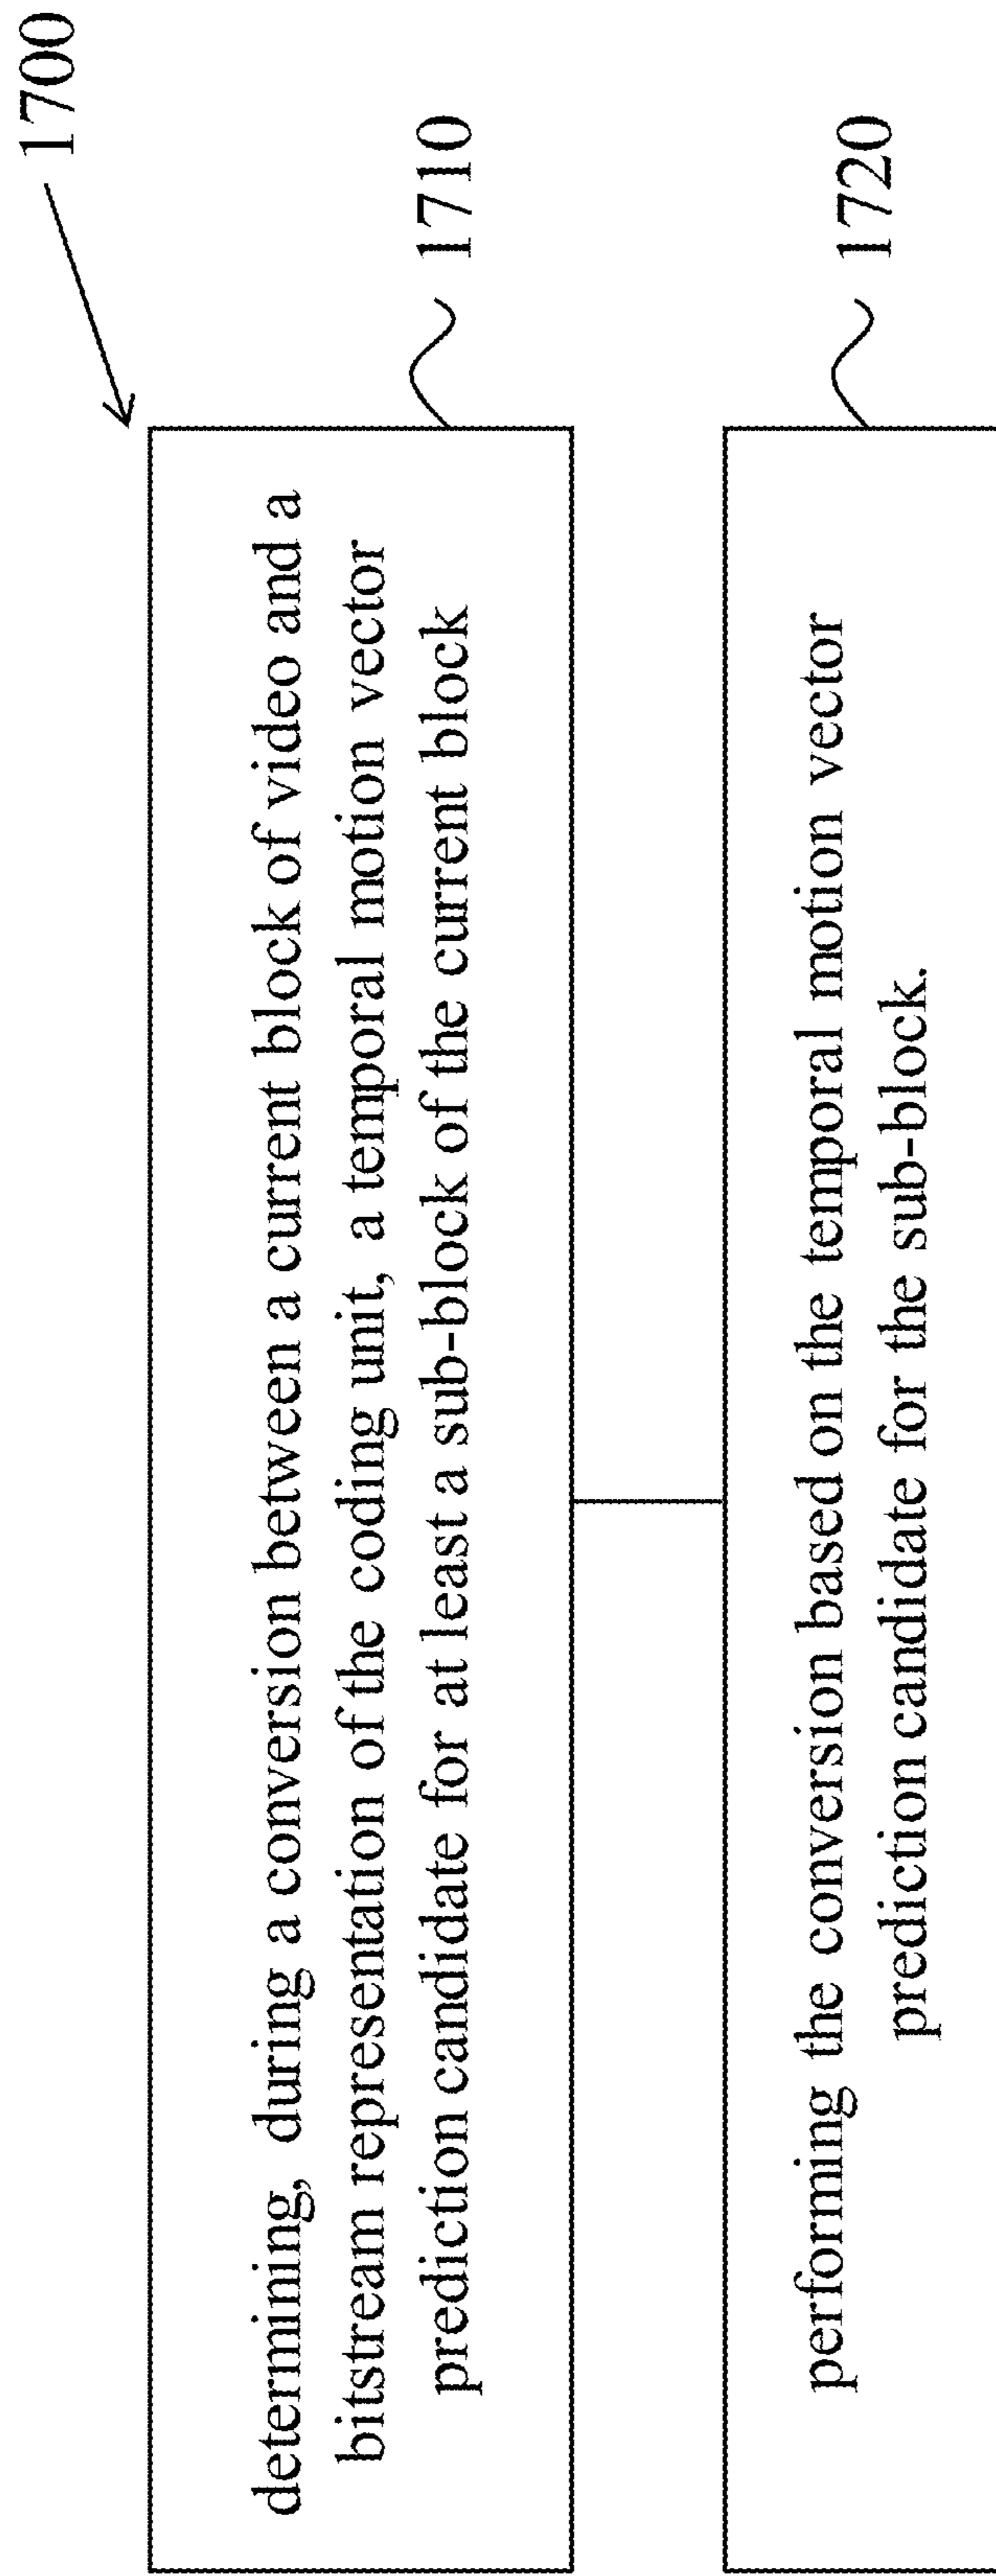 1700
determining, during a conversion between a current block of video and a
bitstream representation of the coding unit, a temporal motion vector
prediction candidate for at least a sub-block of the current block
1710
performing the conversion based on the temporal motion vector
prediction candidate for the sub-block.
1720